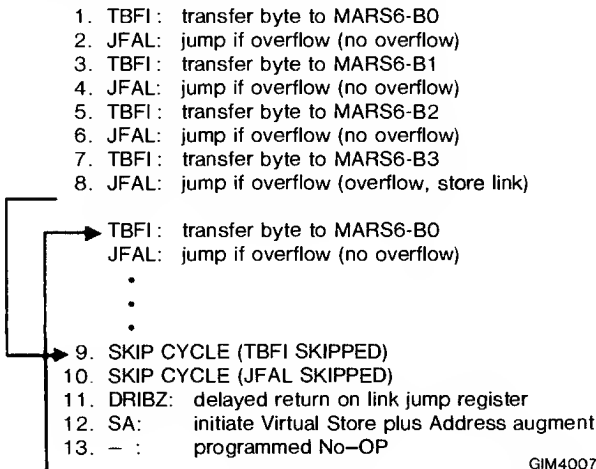 1. TBFI: transfer byte to MARS6-B0
2. JFAL: jump if overflow (no overflow)
3. TBFI: transfer byte to MARS6-B1
4. JFAL: jump if overflow (no overflow)
5. TBFI: transfer byte to MARS6-B2
6. JFAL: jump if overflow (no overflow)
7. TBFI: transfer byte to MARS6-B3
8. JFAL: jump if overflow (overflow, store link)
TBFI: transfer byte to MARS6-B0
JFAL: jump if overflow (no overflow)
•
•
•
9. SKIP CYCLE (TBFI SKIPPED)
10. SKIP CYCLE (JFAL SKIPPED)
11. DRIBZ: delayed return on link jump register
12. SA: initiate Virtual Store plus Address augment
13. – : programmed No–OP
GIM4007